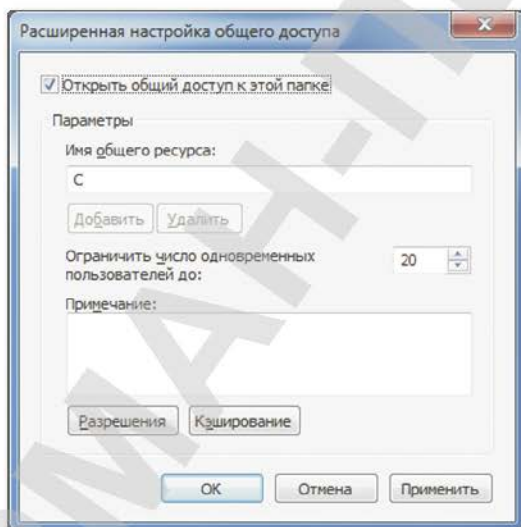 Расширенная настройка общего доступа
Открыть общий доступ к этой папке
Параметры
Имя общего ресурса:
C
Добавить Удалить
Ограничить число одновременных 20
пользователей до:
Примечание:
Разрешения Кэширование
OK Отмена Применить